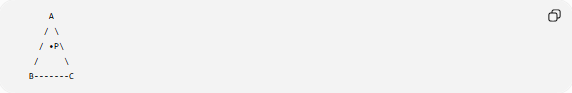 A
   / \
  / •P\
 /     \
B-------C